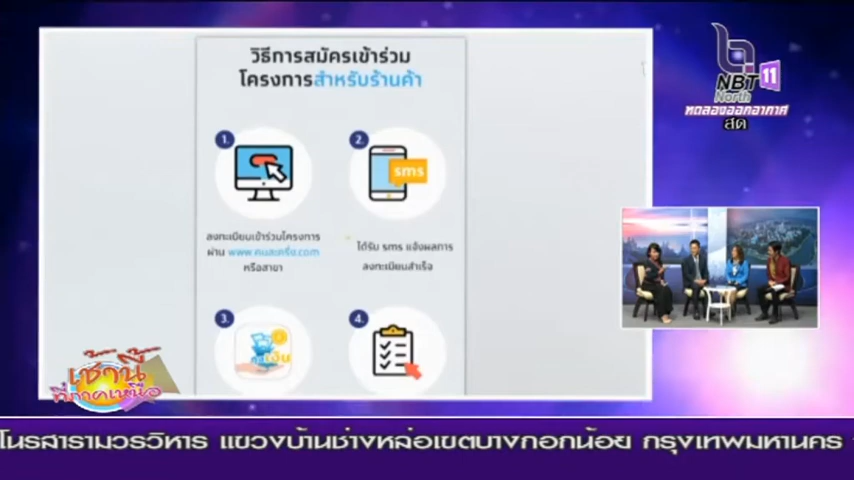 วิธีการสมัครเข้าร่วม
โครงการสำหรับร้านค้า
1.
2.
sms
ลงทะเบียนเข้าร่วมโครงการ
ผ่าน www.คนละครึ่ง.com
หรือสาขา
ได้รับ sms แจ้งผลการ
ลงทะเบียนสำเร็จ
3.
4.
เงิน
NBT 11
North
ทดลองออกอากาศ
สด
เช้านี้
ที่ภาคเหนือ
โนรสารามวรวิหาร แขวงบ้านช่างหล่อเขตบางกอกน้อย กรุงเทพมหานคร